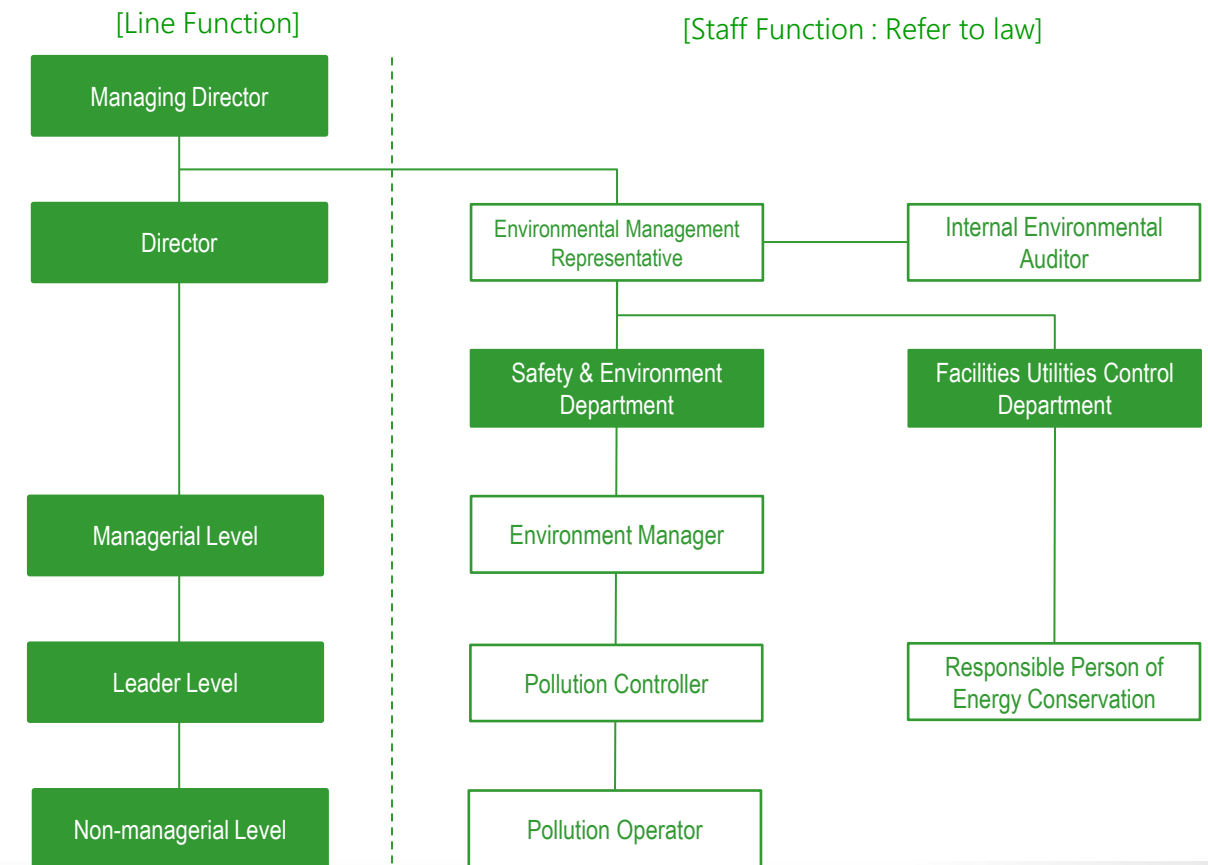 [Line Function]
[Staff Function : Refer to law]
Managing Director
Director
Environmental Management
Representative
Internal Environmental
Auditor
Safety & Environment
Department
Facilities Utilities Control
Department
Managerial Level
Environment Manager
Leader Level
Pollution Controller
Responsible Person of
Energy Conservation
Non-managerial Level
Pollution Operator